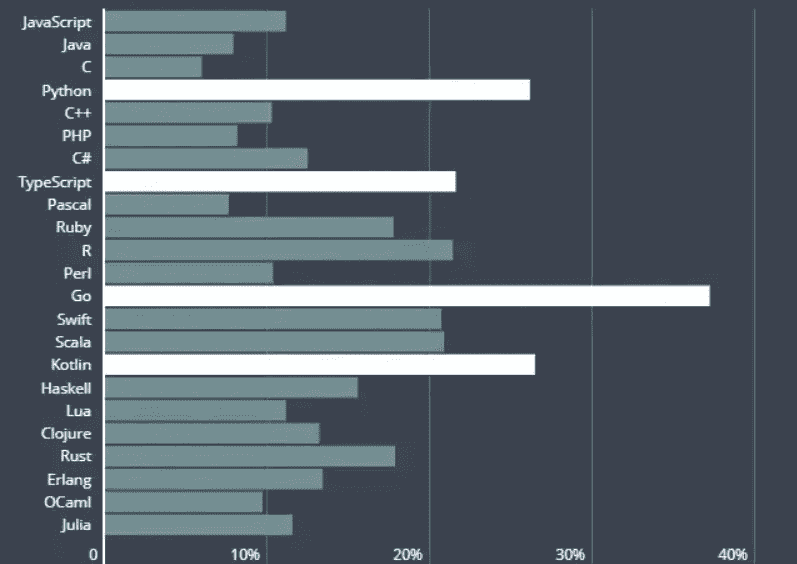 JavaScript
Java
C
Python
C++
PHP
C#
TypeScript
Pascal
Ruby
R
Perl
Go
Swift
Scala
Kotlin
Haskell
Lua
Clojure
Rust
Erlang
OCaml
Julia
0 10% 20% 30% 40%